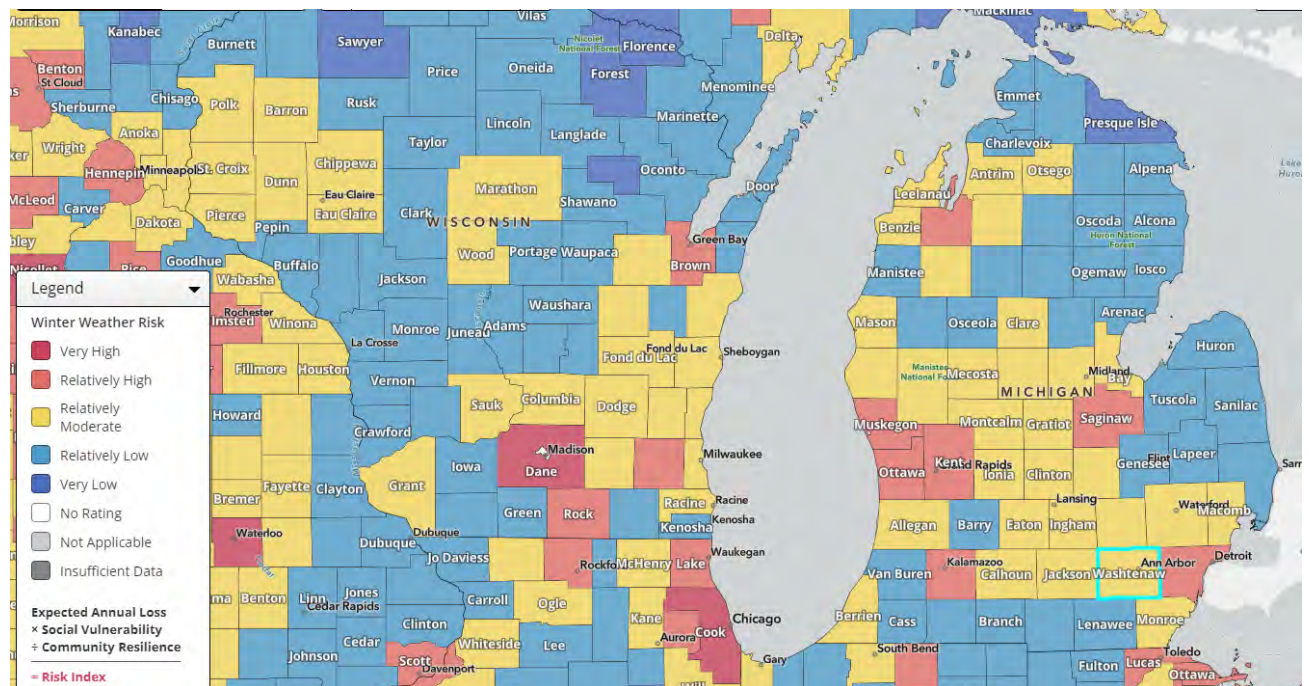 Morrison
Kanabec
Burnett
Sawyer
Vilas
Nicolet
National Forest
Florence
Delta
Mackinac
Benton
St Cloud
Price
Oneida
Forest
Menominee
Emmet
Sherburne
Chisago
Polk
Barron
Rusk
Lincoln
Marinette
Presque Isle
Anoka
Wright
Taylor
Langlade
Charlevoix
Hennepin
Minneapolis
St. Croix
Dunn
Chippewa
Oconto
Antrim
Otsego
Alpena
Lake
Huron
McLeod
Carver
Eau Claire
Eau Claire
Marathon
Door
Leelanau
Dakota
Pierce
Pepin
Clark
WISCONSIN
Shawano
Benzie
Oscoda
Alcona
Huron National
Forest
Nicollet
Rice
Goodhue
Buffalo
Wood
Portage
Waupaca
Green Bay
Brown
Manistee
Ogemaw
Iosco
Wabasha
Jackson
Waushara
Arenac
Olmsted
Rochester
Winona
La Crosse
Monroe
Juneau
Adams
Mason
Osceola
Clare
Fillmore
Houston
Vernon
Fond du Lac
Fond du Lac
Sheboygan
Huron
Manistee
Mecosta
Midland
Bay
MICHIGAN
Howard
Crawford
Sauk
Columbia
Dodge
Muskegon
Montcalm
Gratiot
Saginaw
Tuscola
Sanilac
Bremer
Fayette
Clayton
Grant
Iowa
Madison
Dane
Milwaukee
Ottawa
Kent
Grand Rapids
Ionia
Clinton
Genesee
Flint
Lapeer
Waterloo
Dubuque
Dubuque
Green
Rock
Racine
Racine
Kenosha
Kenosha
Allegan
Barry
Eaton
Ingham
Lansing
Waterford
Macomb
Jo Daviess
McHenry
Lake
Waukegan
Van Buren
Kalamazoo
Calhoun
Jackson
Washtenaw
Ann Arbor
Detroit
Benton
Linn
Jones
Cedar Rapids
Carroll
Ogle
Kane
Cook
Chicago
Berrien
Cass
Branch
Lenawee
Monroe
Clinton
Cedar
Johnson
Whiteside
Lee
Aurora
Gary
South Bend
Toledo
Scott
Davenport
Will
Fulton
Lucas
Ottawa
Legend
Winter Weather Risk
Very High
Relatively High
Relatively
Moderate
Relatively Low
Very Low
No Rating
Not Applicable
Insufficient Data
Expected Annual Loss
× Social Vulnerability
÷ Community Resilience
= Risk Index